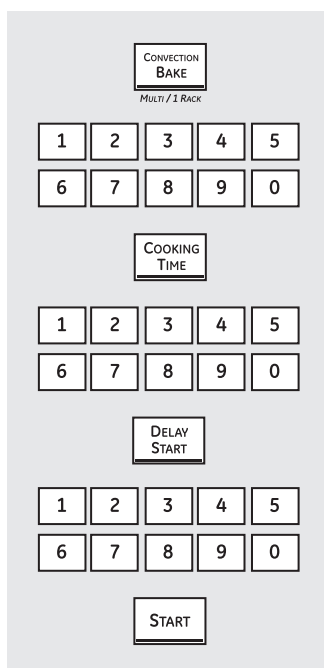 CONVECTION
BAKE
MULTI / 1 RACK
1 2 3 4 5
6 7 8 9 0
COOKING
TIME
1 2 3 4 5
6 7 8 9 0
DELAY
START
1 2 3 4 5
6 7 8 9 0
START